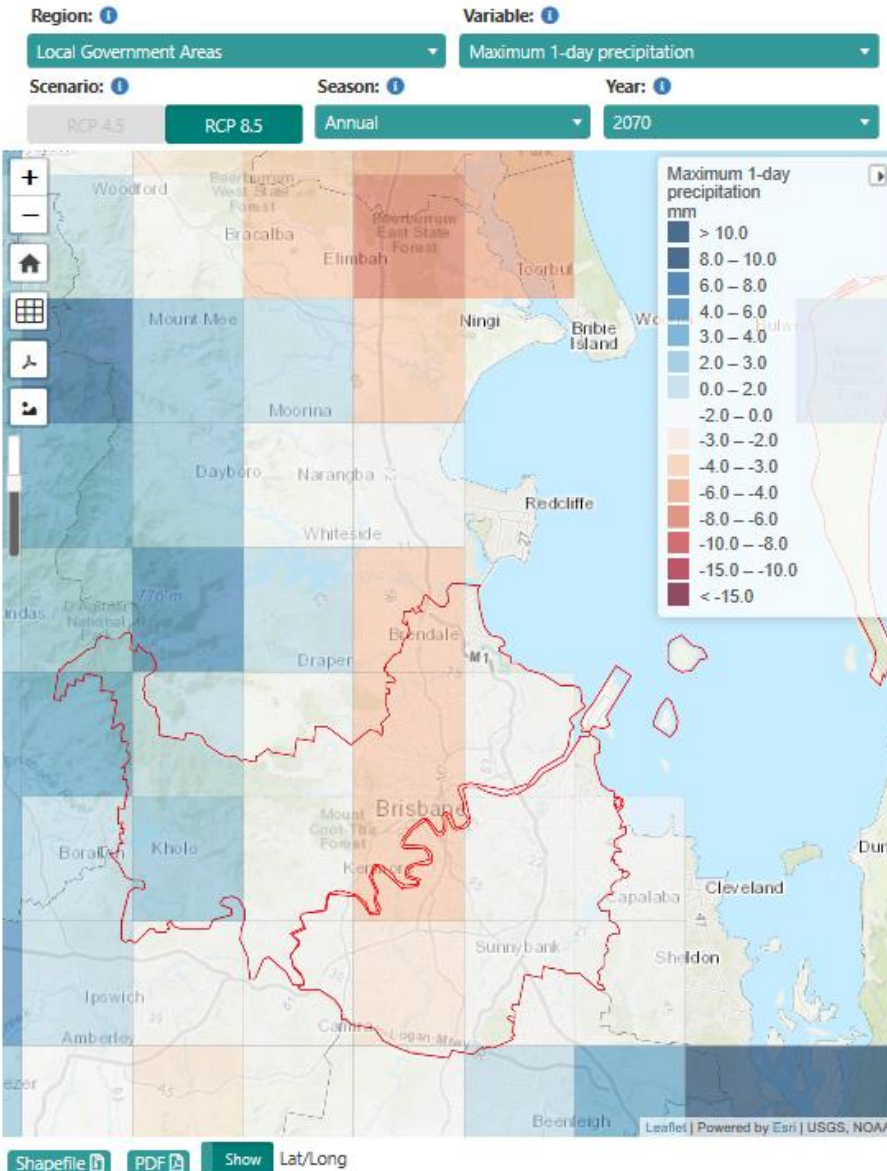 Region:
Variable:
Local Government Areas
Maximum 1-day precipitation
Scenario:
Season:
Year:
RCP 4.5
RCP 8.5
Annual
2070
+
−
Woodford
Beerburrum
West State
Forest
Bracalba
Beerburrum
East State
Forest
Elimbah
Toorbul
Mount Mee
Ningi
Bribie
Island
Moorina
Dayboro
Narangba
Redcliffe
27
Whiteside
776 m
D'Aguilar
National
Park
Brendale
Draper
M1
Brisbane
Mount
Coot-Tha
Forest
Kholo
Capalaba
Cleveland
Sunnybank
Sheldon
Ipswich
Amberley
Camira
Logan Mwy
Beenleigh
Maximum 1-day
precipitation
mm
> 10.0
8.0 – 10.0
6.0 – 8.0
4.0 – 6.0
3.0 – 4.0
2.0 – 3.0
0.0 – 2.0
-2.0 – 0.0
-3.0 – -2.0
-4.0 – -3.0
-6.0 – -4.0
-8.0 – -6.0
-10.0 – -8.0
-15.0 – -10.0
< -15.0
Leaflet | Powered by Esri | USGS, NOAA
Shapefile
PDF
Show
Lat/Long